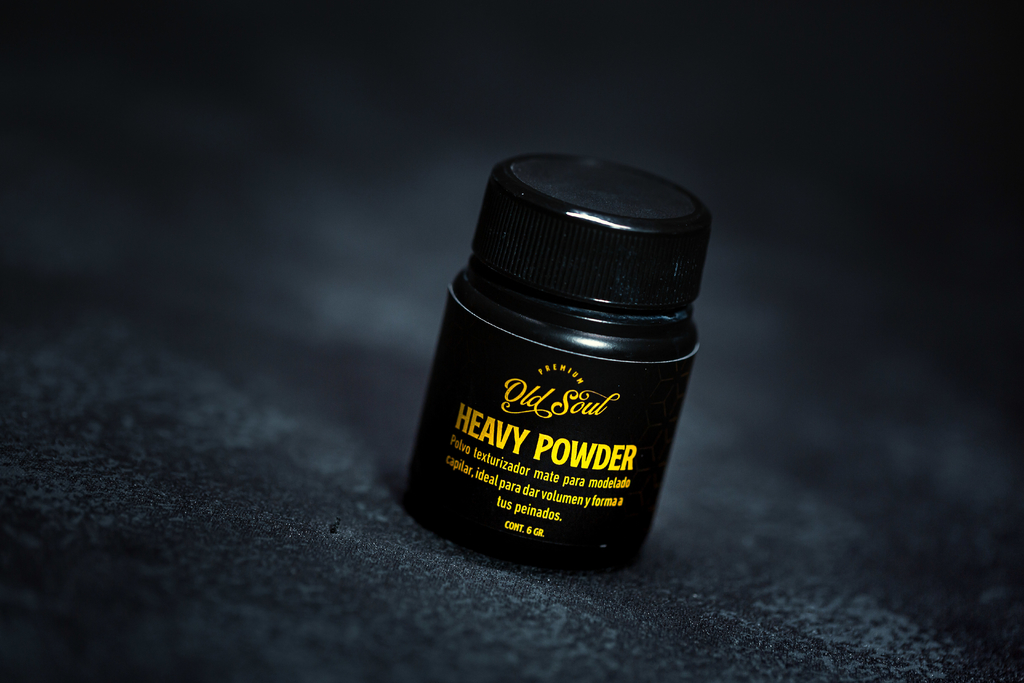 PREMIUM
Old Soul
HEAVY POWDER
Polvo texturizador mate para modelado
capilar, ideal para dar volumen y forma a
tus peinados.
CONT. 6 GR.